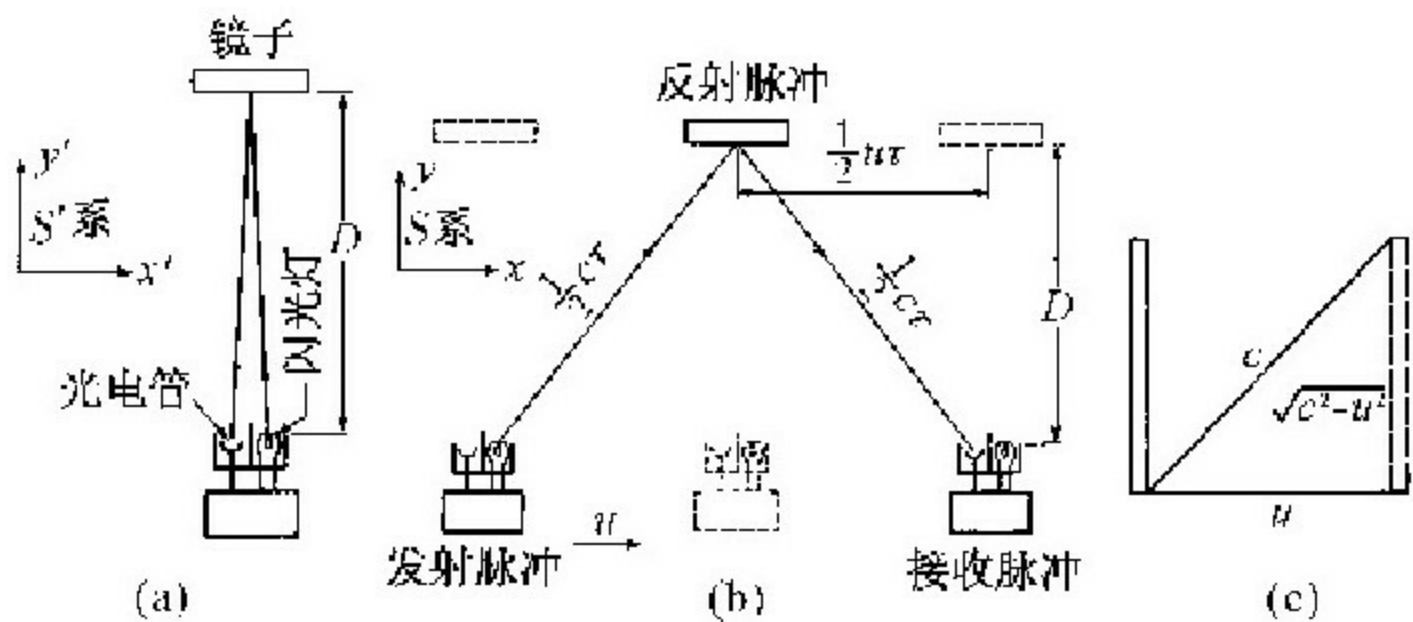 镜子
y'
S'系
x'
D
闪光灯
光电管
(a)
反射脉冲
1/2 uτ
y
S系
x
1/2 cτ
1/2 cτ
D
发射脉冲
u
接收脉冲
(b)
c
√c²-u²
u
(c)